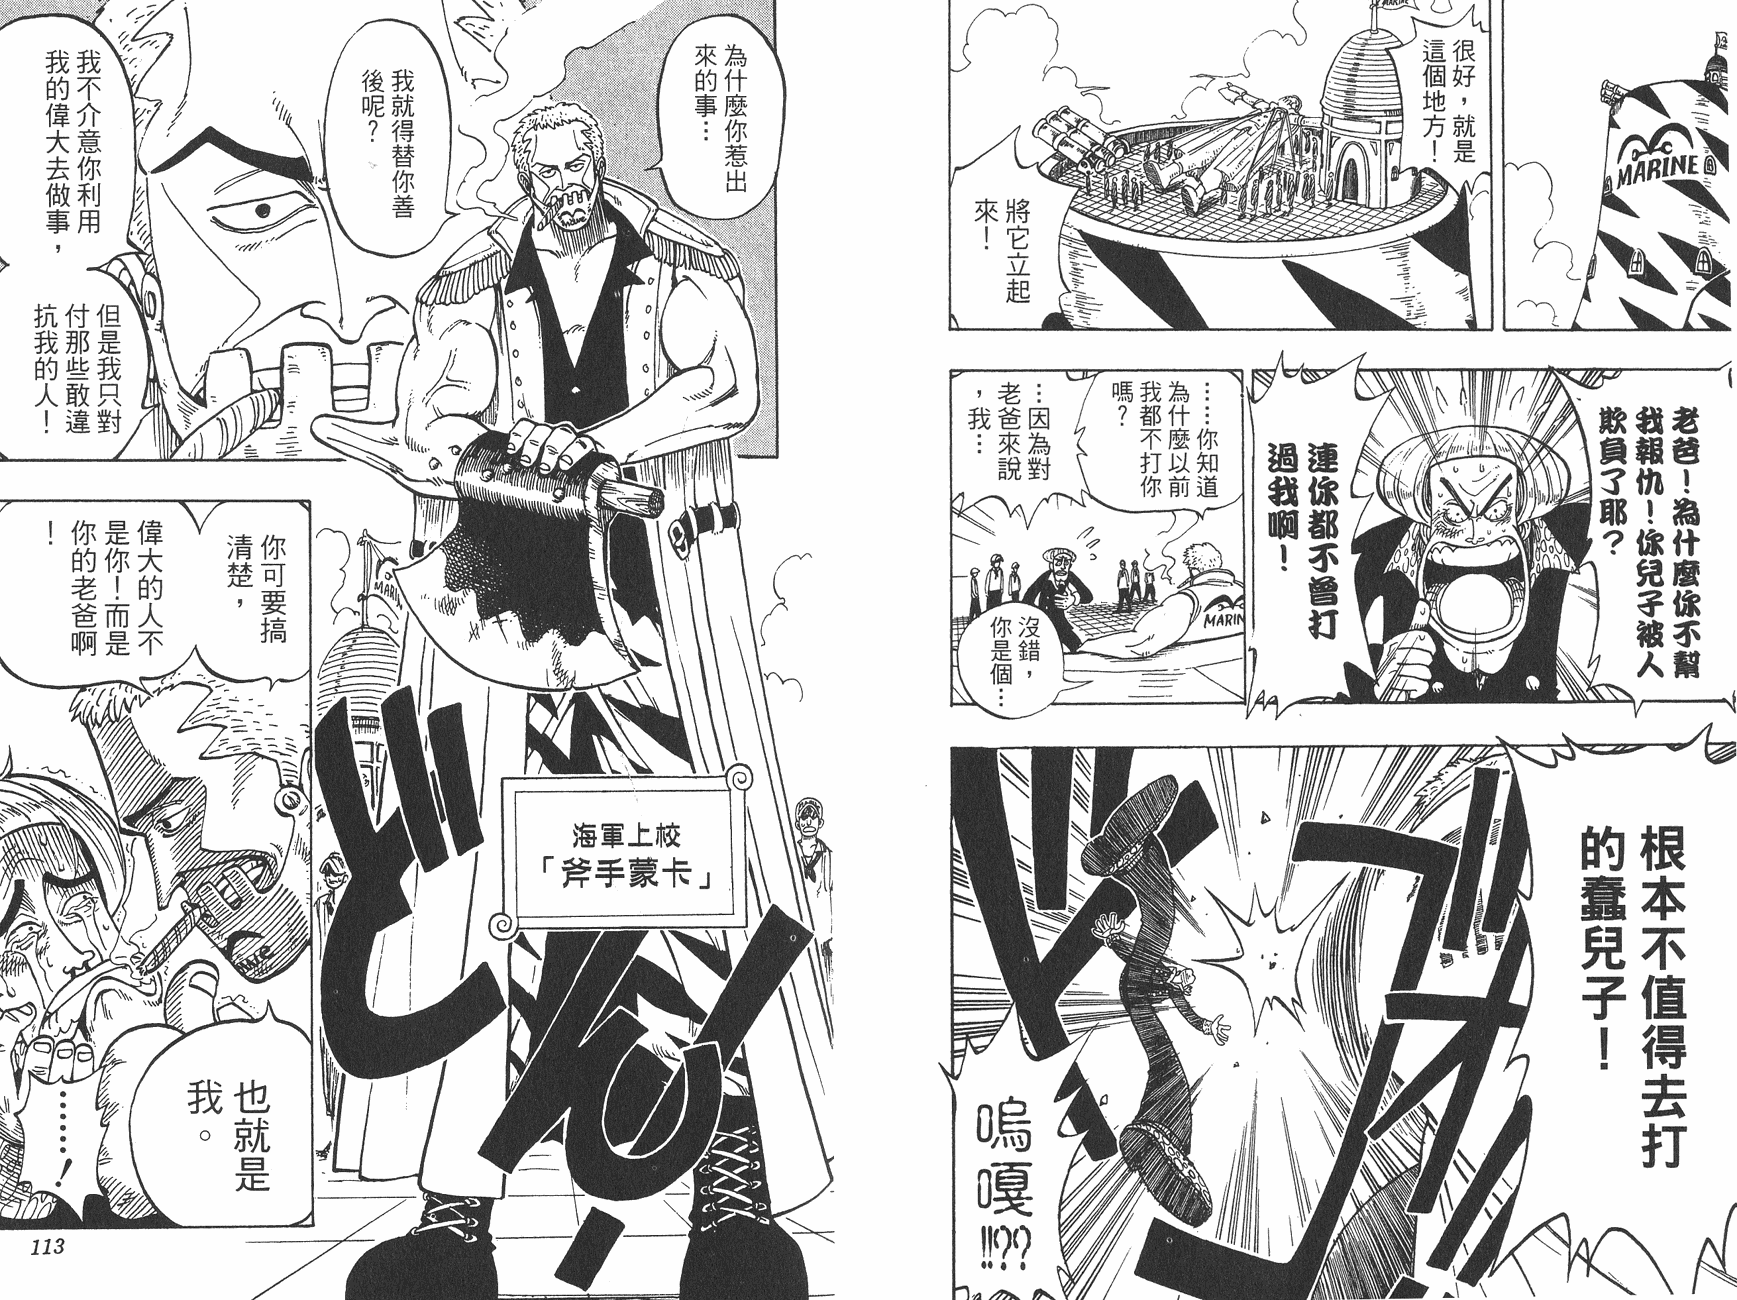 MARINE
MARINE
很好，就是
這個地方！
將它立起
來！
老爸！為什麼你不幫
我報仇！你兒子被人
欺負了耶？
連你都不曾打
過我啊！
……你知道
為什麼以前
我都不打你
嗎？
…因為對
老爸來說
，我…
沒錯，
你是個…
MARIN
根本不值得去打
的蠢兒子！
嗚嘎!!??
為什麼你惹出
來的事…
我就得替你善
後呢？
我不介意你利用
我的偉大去做事，
但是我只對
付那些敢違
抗我的人！
MARIN
海軍上校
「斧手蒙卡」
ドン！
你可要搞
清楚，
偉大的人不
是你！而是
你的老爸啊
！
也就是
我。
……！
113